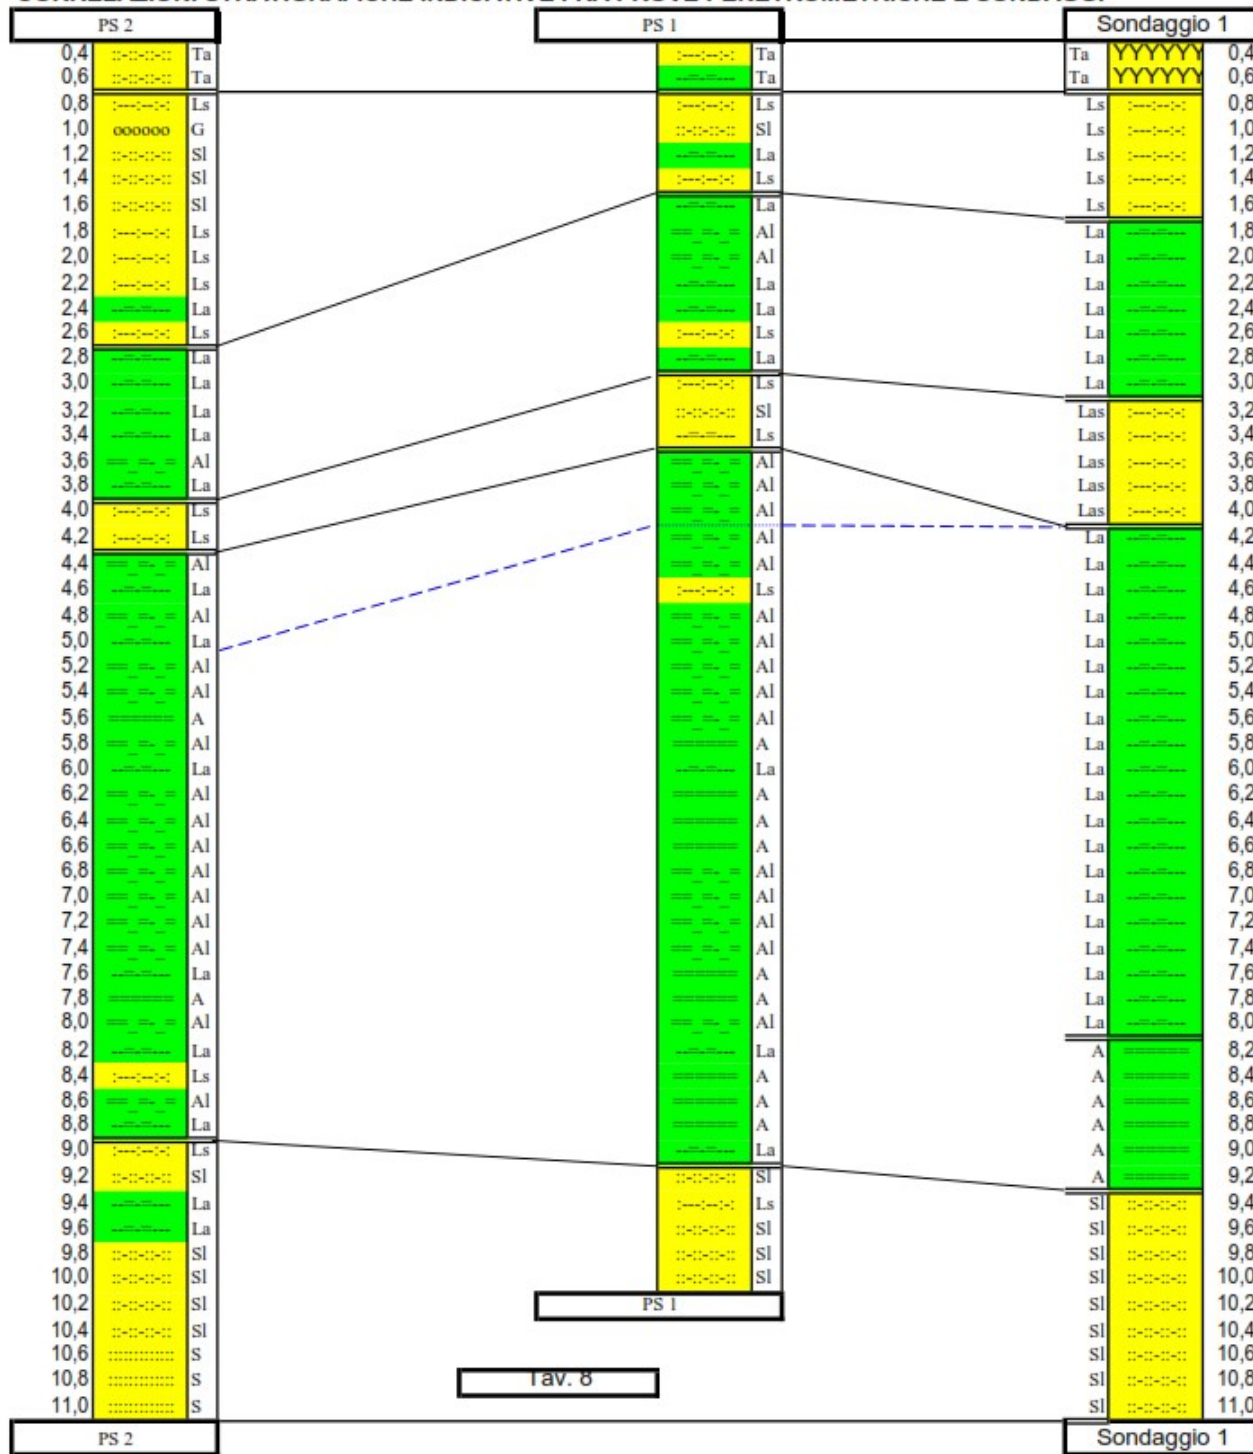 CORRELAZIONI STRATIGRAFICHE INDICATIVE FRA PROVE PENETROMETRICHE E SONDAGGI
PS 2 PS 1 Sondaggio 1
0,4 Ta Ta Ta YYYYYY 0,4
0,6 Ta Ta Ta YYYYYY 0,6
0,8 Ls Ls Ls 0,8
1,0 oooooo G Sl Ls 1,0
1,2 Sl La Ls 1,2
1,4 Sl Ls Ls 1,4
1,6 Sl La Ls 1,6
1,8 Ls Al La 1,8
2,0 Ls Al La 2,0
2,2 Ls La La 2,2
2,4 La La La 2,4
2,6 Ls Ls La 2,6
2,8 La La La 2,8
3,0 La Ls La 3,0
3,2 La Sl Las 3,2
3,4 La Ls Las 3,4
3,6 Al Al Las 3,6
3,8 La Al Las 3,8
4,0 Ls Al Las 4,0
4,2 Ls Al La 4,2
4,4 Al Al La 4,4
4,6 La Ls La 4,6
4,8 Al Al La 4,8
5,0 La Al La 5,0
5,2 Al Al La 5,2
5,4 Al Al La 5,4
5,6 A Al La 5,6
5,8 Al A La 5,8
6,0 La La La 6,0
6,2 Al A La 6,2
6,4 Al A La 6,4
6,6 Al A La 6,6
6,8 Al Al La 6,8
7,0 Al Al La 7,0
7,2 Al Al La 7,2
7,4 Al Al La 7,4
7,6 La A La 7,6
7,8 A A La 7,8
8,0 Al Al La 8,0
8,2 La La A 8,2
8,4 Ls A A 8,4
8,6 Al A A 8,6
8,8 La A A 8,8
9,0 Ls La A 9,0
9,2 Sl Sl A 9,2
9,4 La Ls Sl 9,4
9,6 La Sl Sl 9,6
9,8 Sl Sl Sl 9,8
10,0 Sl Sl Sl 10,0
10,2 Sl PS 1 Sl 10,2
10,4 Sl Sl 10,4
10,6 S Sl 10,6
10,8 S Tav. 8 Sl 10,8
11,0 S Sl 11,0
PS 2 Sondaggio 1